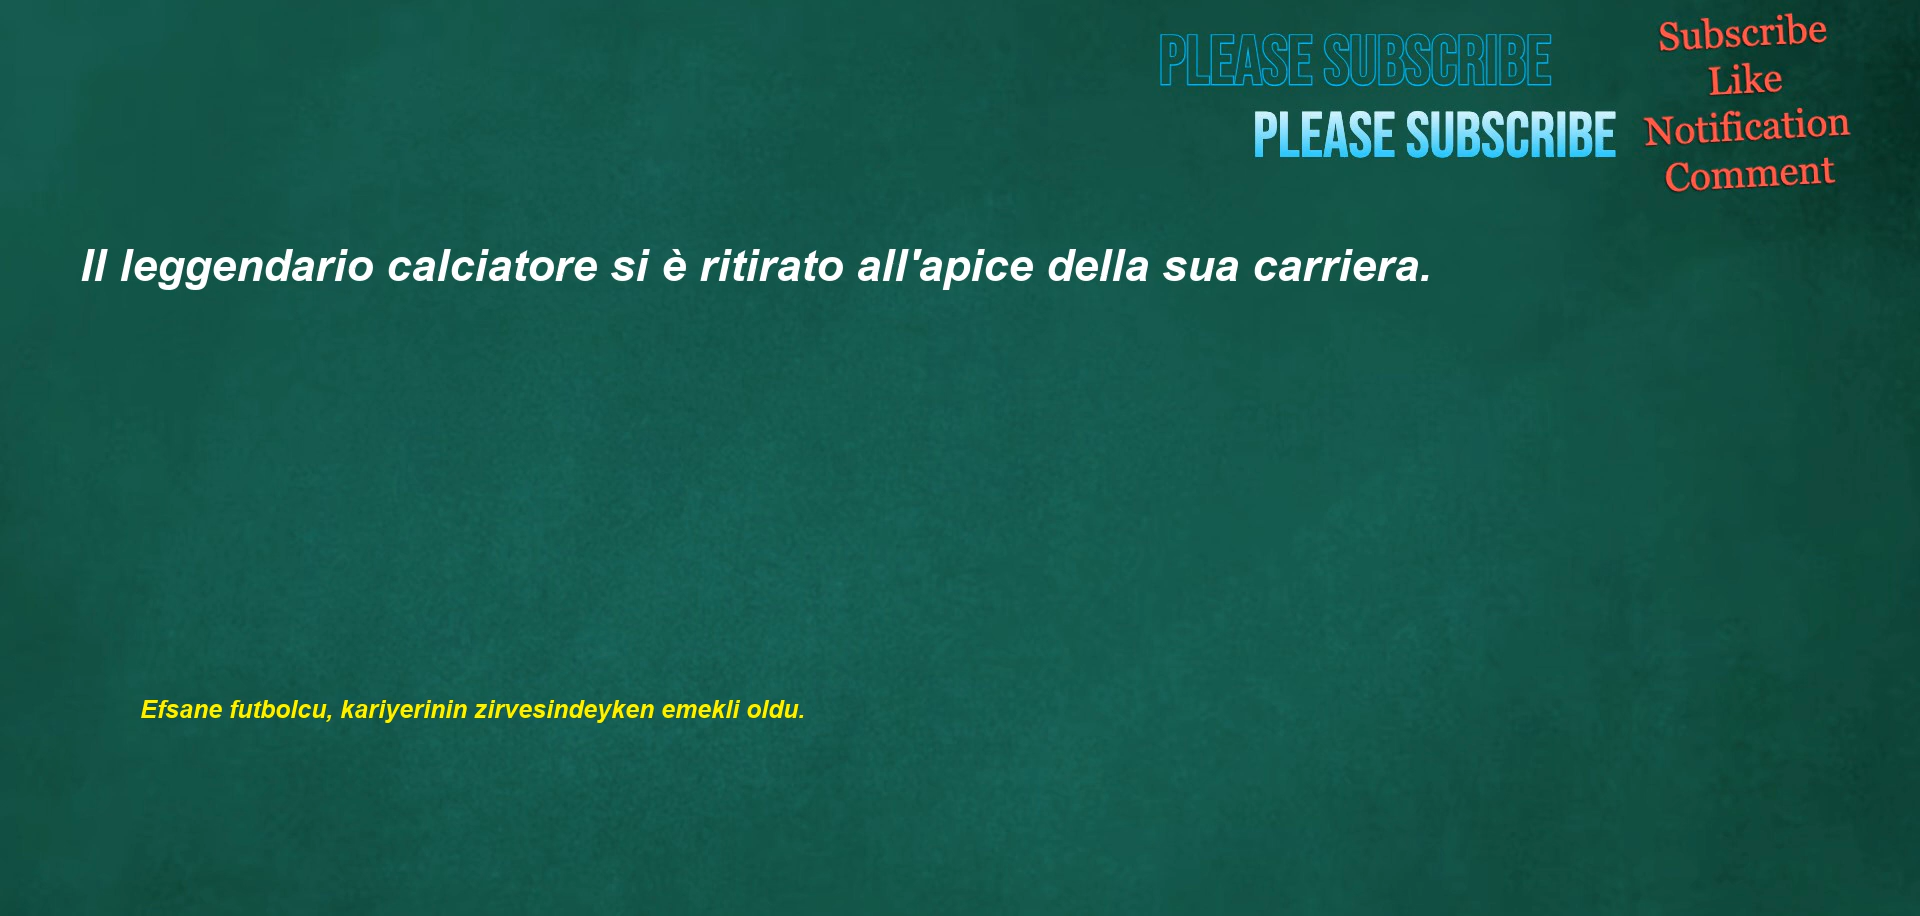 PLEASE SUBSCRIBE
PLEASE SUBSCRIBE
Subscribe
Like
Notification
Comment
Il leggendario calciatore si è ritirato all'apice della sua carriera.
Efsane futbolcu, kariyerinin zirvesindeyken emekli oldu.